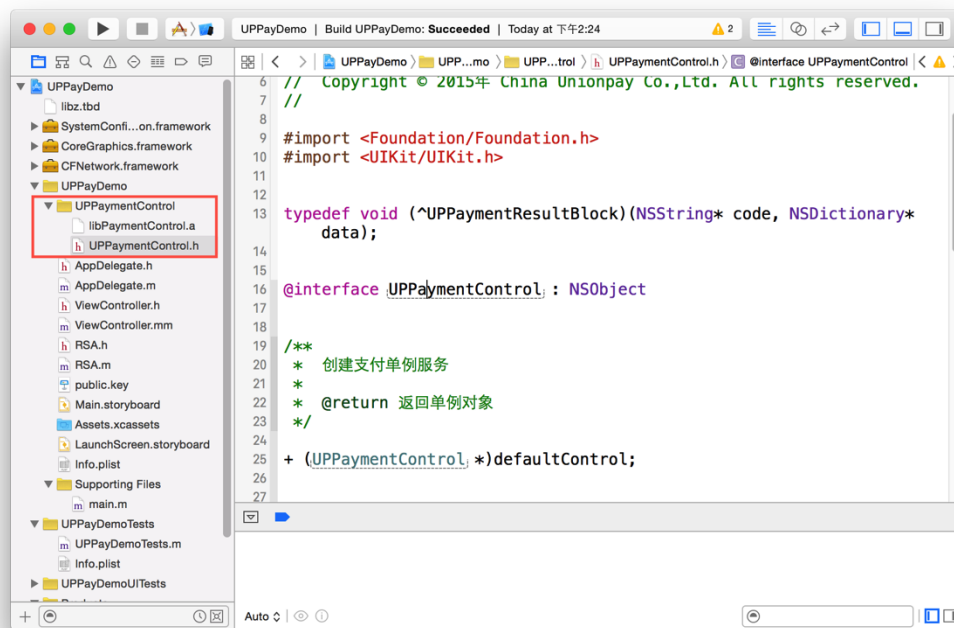 UPPayDemo | Build UPPayDemo: Succeeded | Today at 下午2:24
2
UPPayDemo
UPP...mo
UPP...trol
h UPPaymentControl.h
C @interface UPPaymentControl
UPPayDemo
libz.tbd
SystemConfi...on.framework
CoreGraphics.framework
CFNetwork.framework
UPPayDemo
UPPaymentControl
libPaymentControl.a
h UPPaymentControl.h
h AppDelegate.h
m AppDelegate.m
h ViewController.h
m ViewController.mm
h RSA.h
m RSA.m
public.key
Main.storyboard
Assets.xcassets
LaunchScreen.storyboard
Info.plist
Supporting Files
m main.m
UPPayDemoTests
m UPPayDemoTests.m
Info.plist
UPPayDemoUITests
6 // Copyright © 2015年 China Unionpay Co.,Ltd. All rights reserved.
7 //
8
9 #import <Foundation/Foundation.h>
10 #import <UIKit/UIKit.h>
11
12
13 typedef void (^UPPaymentResultBlock)(NSString* code, NSDictionary*
data);
14
15
16 @interface UPPaymentControl : NSObject
17
18
19 /**
20 * 创建支付单例服务
21 *
22 * @return 返回单例对象
23 */
24
25 + (UPPaymentControl *)defaultControl;
26
27
Auto